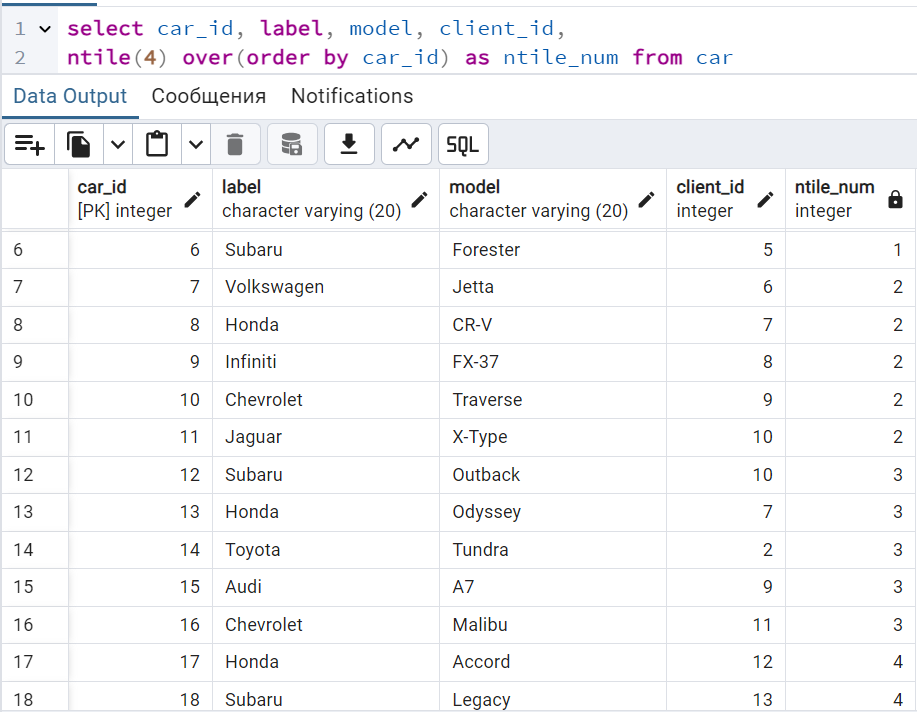 1 select car_id, label, model, client_id,
2 ntile(4) over(order by car_id) as ntile_num from car
Data Output Сообщения Notifications
SQL
car_id label model client_id ntile_num
[PK] integer character varying (20) character varying (20) integer integer
6 6 Subaru Forester 5 1
7 7 Volkswagen Jetta 6 2
8 8 Honda CR-V 7 2
9 9 Infiniti FX-37 8 2
10 10 Chevrolet Traverse 9 2
11 11 Jaguar X-Type 10 2
12 12 Subaru Outback 10 3
13 13 Honda Odyssey 7 3
14 14 Toyota Tundra 2 3
15 15 Audi A7 9 3
16 16 Chevrolet Malibu 11 3
17 17 Honda Accord 12 4
18 18 Subaru Legacy 13 4